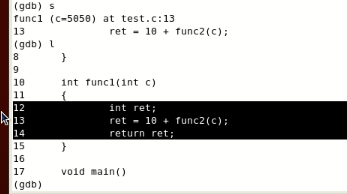 (gdb) s
func1 (c=5050) at test.c:13
13              ret = 10 + func2(c);
(gdb) l
8       }
9
10      int func1(int c)
11      {
12              int ret;
13              ret = 10 + func2(c);
14              return ret;
15      }
16
17      void main()
(gdb)